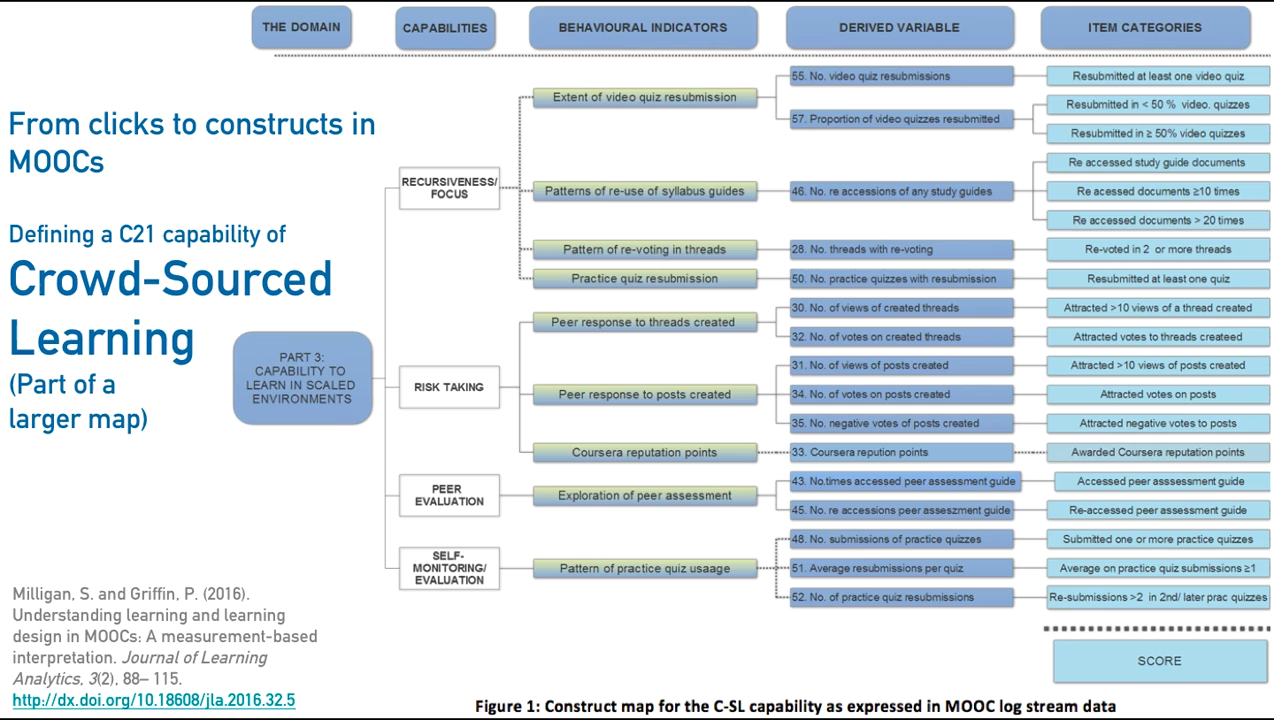 THE DOMAIN
CAPABILITIES
BEHAVIOURAL INDICATORS
DERIVED VARIABLE
ITEM CATEGORIES
From clicks to constructs in
MOOCs
Defining a C21 capability of
Crowd-Sourced
Learning
(Part of a
larger map)
Milligan, S. and Griffin, P. (2016).
Understanding learning and learning
design in MOOCs: A measurement-based
interpretation. Journal of Learning
Analytics, 3(2), 88– 115.
http://dx.doi.org/10.18608/jla.2016.32.5
PART 3:
CAPABILITY TO
LEARN IN SCALED
ENVIRONMENTS
RECURSIVENESS/
FOCUS
Extent of video quiz resubmission
55. No. video quiz resubmissions
Resubmitted at least one video quiz
57. Proportion of video quizzes resubmitted
Resubmitted in < 50 % video. quizzes
Resubmitted in ≥ 50% video quizzes
Patterns of re-use of syllabus guides
46. No. re accessions of any study guides
Re accessed study guide documents
Re acessed documents ≥10 times
Re accessed documents > 20 times
Pattern of re-voting in threads
28. No. threads with re-voting
Re-voted in 2 or more threads
Practice quiz resubmission
50. No. practice quizzes with resubmission
Resubmitted at least one quiz
RISK TAKING
Peer response to threads created
30. No. of views of created threads
Attracted >10 views of a thread created
32. No. of votes on created threads
Attracted votes to threads createed
Peer response to posts created
31. No. of views of posts created
Attracted >10 views of posts created
34. No. of votes on posts created
Attracted votes on posts
35. No. negative votes of posts created
Attracted negative votes to posts
Coursera reputation points
33. Coursera repution points
Awarded Coursera reputation points
PEER
EVALUATION
Exploration of peer assessment
43. No.times accessed peer assessment guide
Accessed peer asssessment guide
45. No. re accessions peer asseszment guide
Re-accessed peer assessment guide
SELF-
MONITORING/
EVALUATION
Pattern of practice quiz usaage
48. No. submissions of practice quizzes
Submitted one or more practice quizzes
51. Average resubmissions per quiz
Average on practice quiz submissions ≥1
52. No. of practice quiz resubmissions
Re-submissions >2 in 2nd/ later prac quizzes
SCORE
Figure 1: Construct map for the C-SL capability as expressed in MOOC log stream data